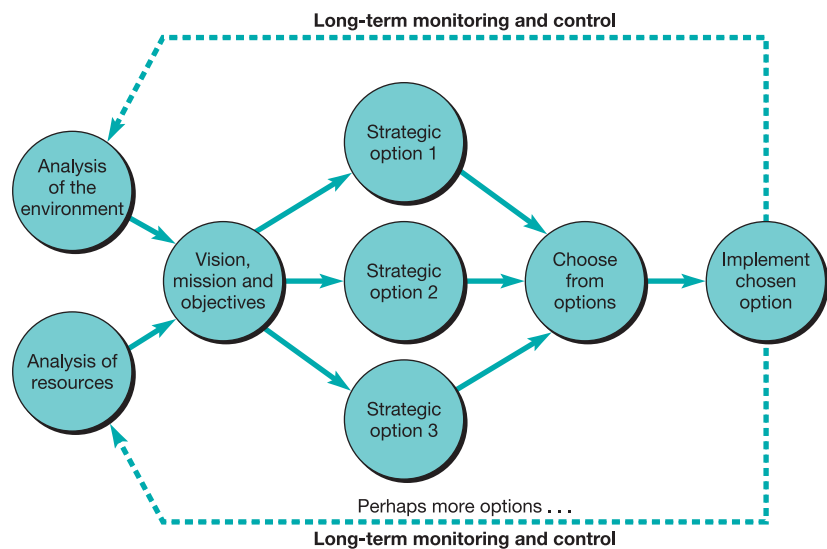 Long-term monitoring and control
Analysis
of the
environment
Strategic
option 1
Vision,
mission and
objectives
Strategic
option 2
Choose
from
options
Implement
chosen
option
Analysis of
resources
Strategic
option 3
Perhaps more options . . .
Long-term monitoring and control